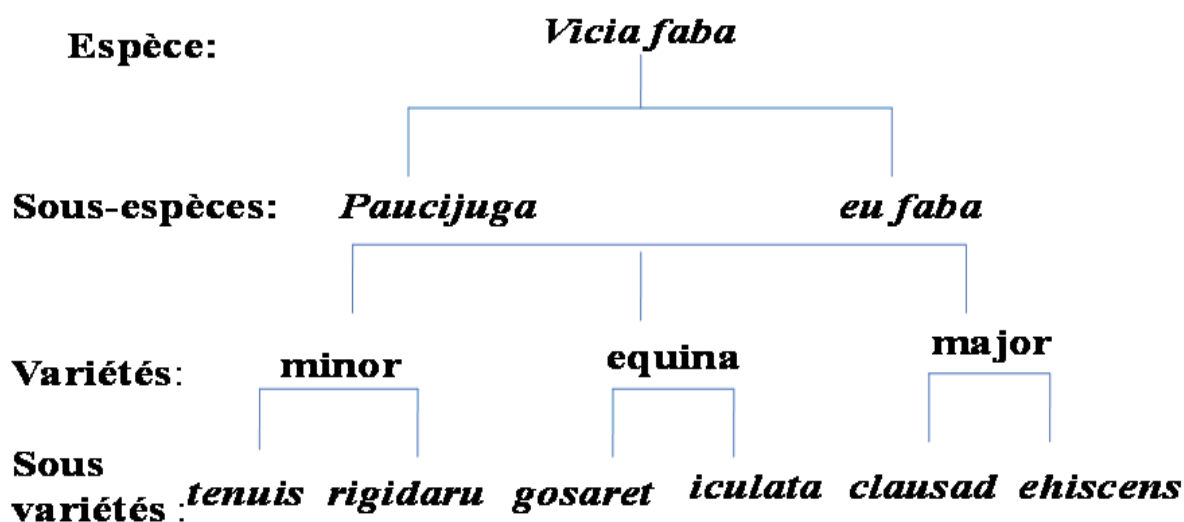 Espèce: Vicia faba
Sous-espèces: Paucijuga eu faba
Variétés: minor equina major
Sous
variétés : tenuis rigidaru gosaret iculata clausad ehiscens